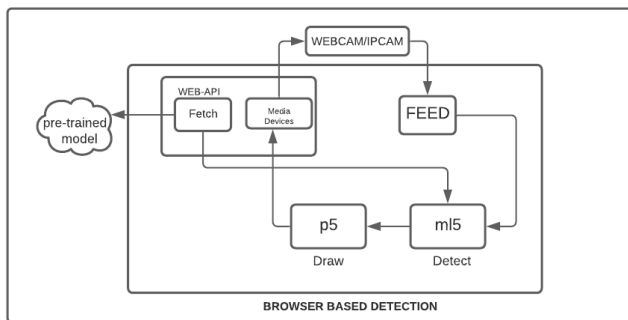 WEBCAM/IPCAM
WEB-API
Fetch
Media
Devices
FEED
pre-trained
model
p5
ml5
Draw
Detect
BROWSER BASED DETECTION